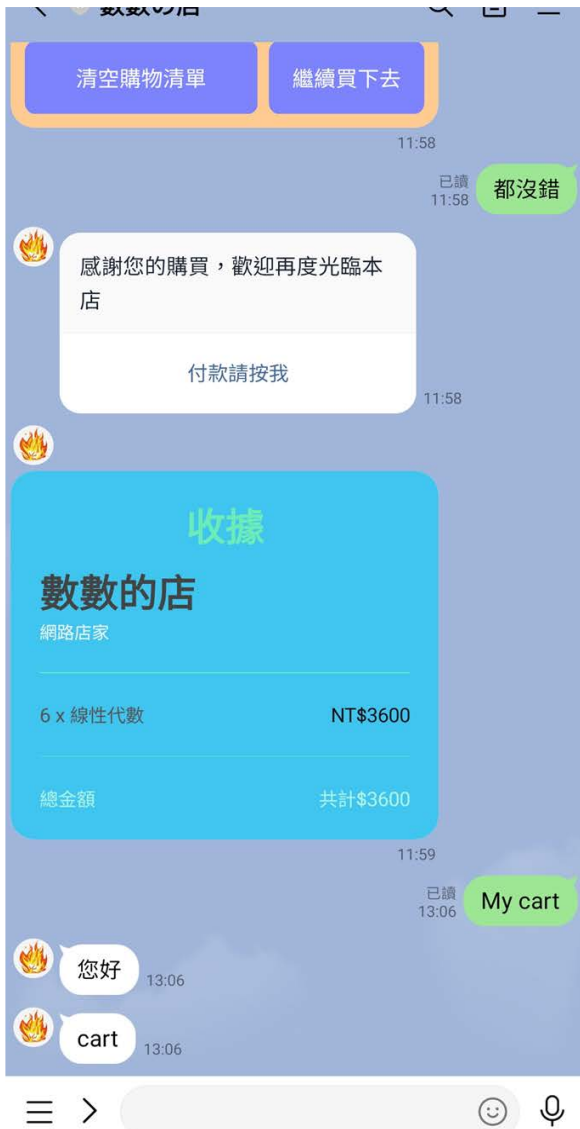 數數の店
清空購物清單
繼續買下去
11:58
已讀
11:58
都沒錯
感謝您的購買，歡迎再度光臨本
店
付款請按我
11:58
收據
數數的店
網路店家
6 x 線性代數
NT$3600
總金額
共計$3600
11:59
已讀
13:06
My cart
您好
13:06
cart
13:06